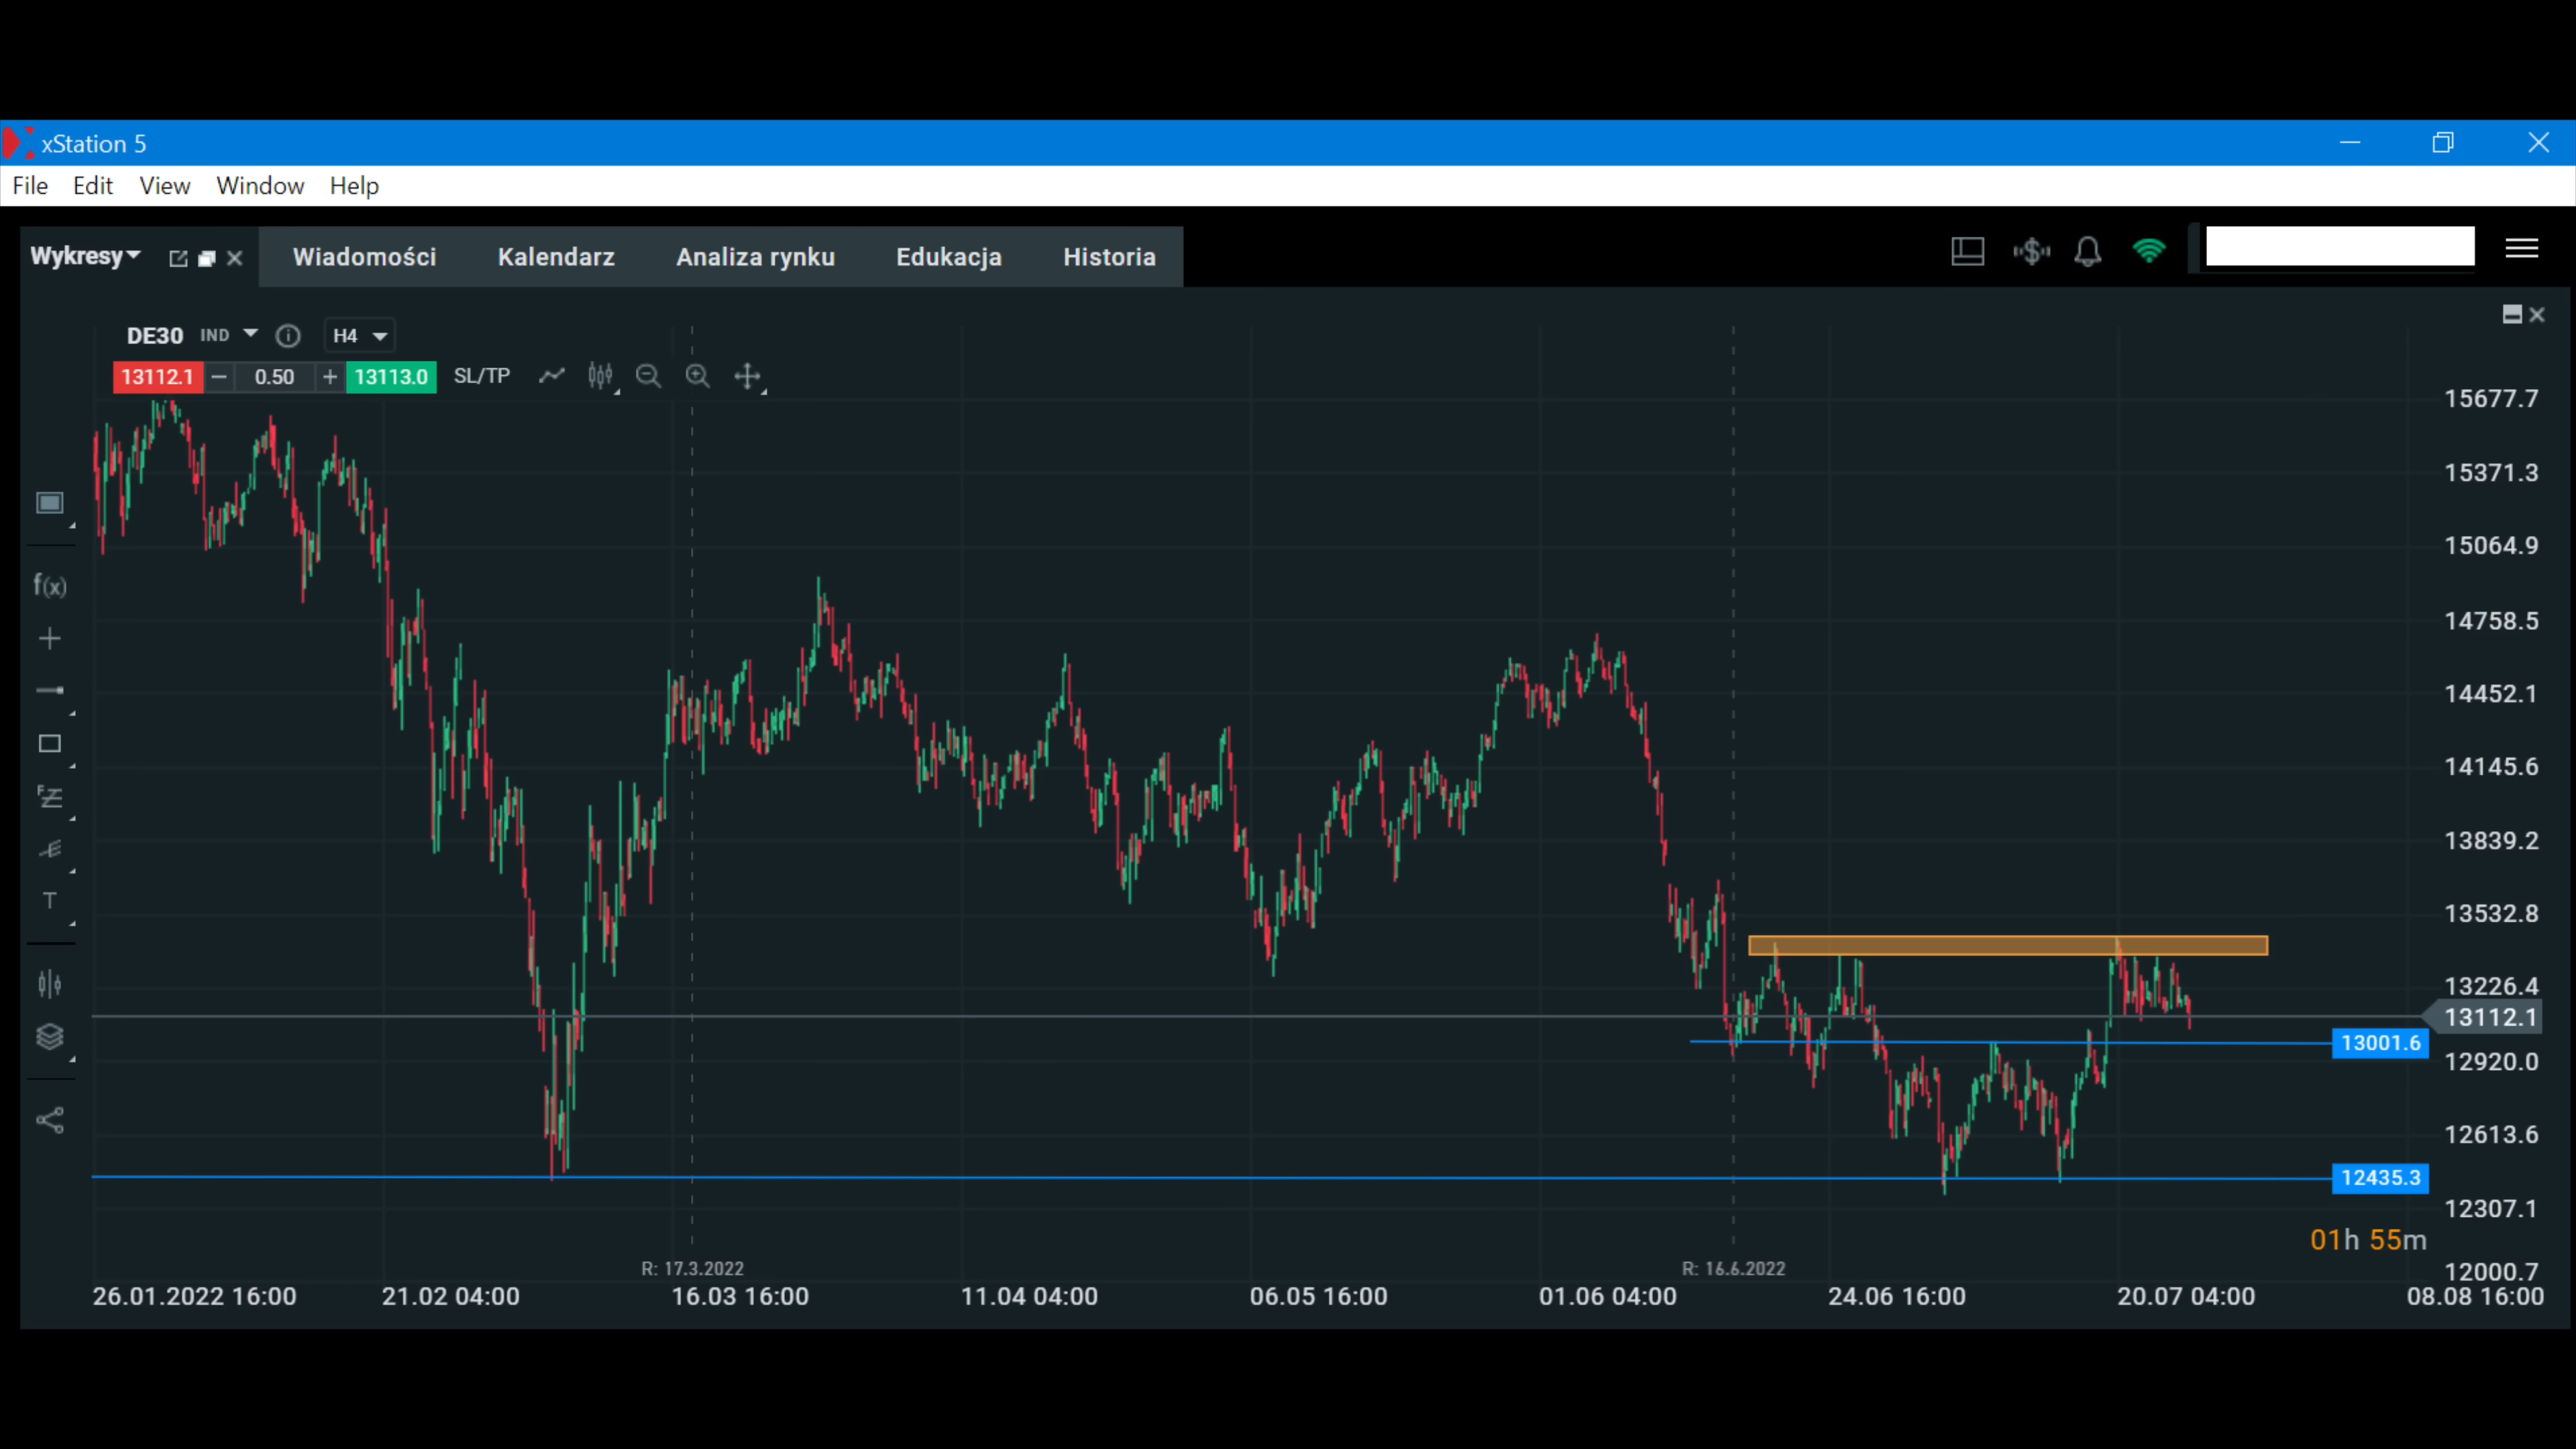 xStation 5
File Edit View Window Help
Wykresy Wiadomości Kalendarz Analiza rynku Edukacja Historia
DE30 IND H4
13112.1 − 0.50 + 13113.0 SL/TP
15677.7
15371.3
15064.9
f(x)
14758.5
14452.1
14145.6
F
13839.2
T
13532.8
13226.4
13112.1
13001.6
12920.0
12613.6
12435.3
12307.1
01h 55m
R: 17.3.2022 R: 16.6.2022
12000.7
26.01.2022 16:00 21.02 04:00 16.03 16:00 11.04 04:00 06.05 16:00 01.06 04:00 24.06 16:00 20.07 04:00 08.08 16:00